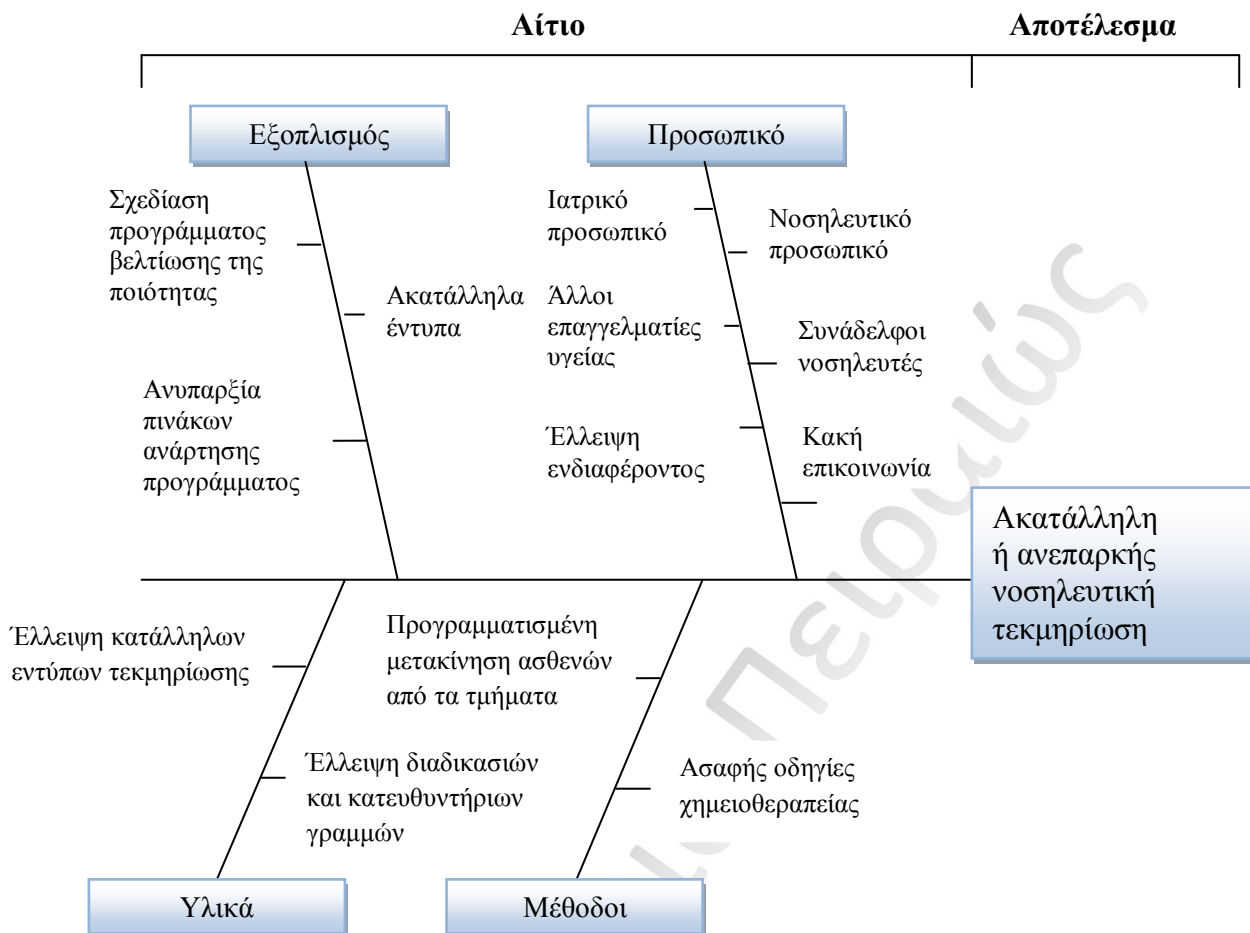 Αίτιο
Αποτέλεσμα
Εξοπλισμός
Προσωπικό
Σχεδίαση
προγράμματος
βελτίωσης της
ποιότητας
Ακατάλληλα
έντυπα
Ανυπαρξία
πινάκων
ανάρτησης
προγράμματος
Ιατρικό
προσωπικό
Νοσηλευτικό
προσωπικό
Άλλοι
επαγγελματίες
υγείας
Συνάδελφοι
νοσηλευτές
Έλλειψη
ενδιαφέροντος
Κακή
επικοινωνία
Ακατάλληλη
ή ανεπαρκής
νοσηλευτική
τεκμηρίωση
Έλλειψη κατάλληλων
εντύπων τεκμηρίωσης
Έλλειψη διαδικασιών
και κατευθυντήριων
γραμμών
Προγραμματισμένη
μετακίνηση ασθενών
από τα τμήματα
Ασαφής οδηγίες
χημειοθεραπείας
Υλικά
Μέθοδοι
Πειραιώς